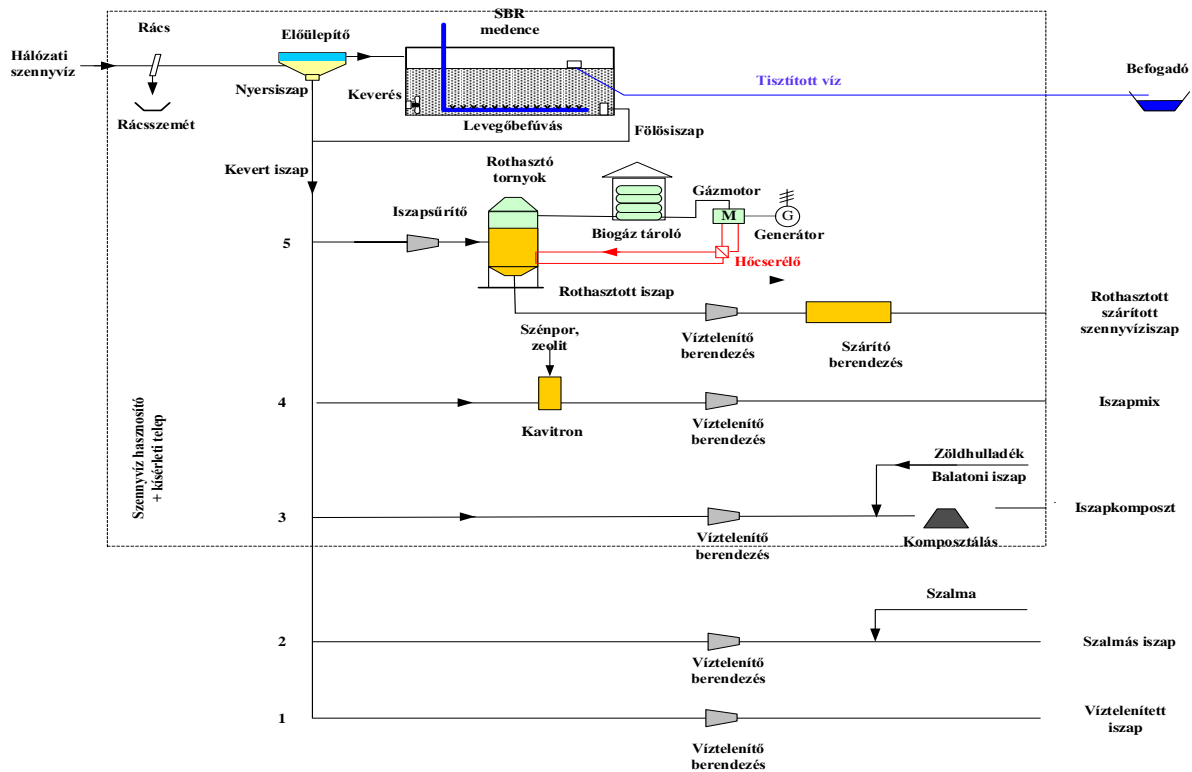 SBR
medence
Rács
Előülepítő
Hálózati
szennyvíz
Nyersiszap
Keverés
Tisztított víz
Befogadó
Rácsszemét
Levegőbefúvás
Fölösiszap
Kevert iszap
Rothasztó
tornyok
Iszapsűrítő
Gázmotor
M
G
Biogáz tároló
Generátor
5
Hőcserélő
Rothasztott iszap
Rothasztott
szárított
szennyvíziszap
Szénpor,
zeolit
Víztelenítő
berendezés
Szárító
berendezés
4
Iszapmix
Kavitron
Víztelenítő
berendezés
Szennyvíz hasznosító
+ kísérleti telep
Zöldhulladék
Balatoni iszap
3
Iszapkomposzt
Víztelenítő
berendezés
Komposztálás
Szalma
2
Szalmás iszap
Víztelenítő
berendezés
1
Víztelenített
iszap
Víztelenítő
berendezés